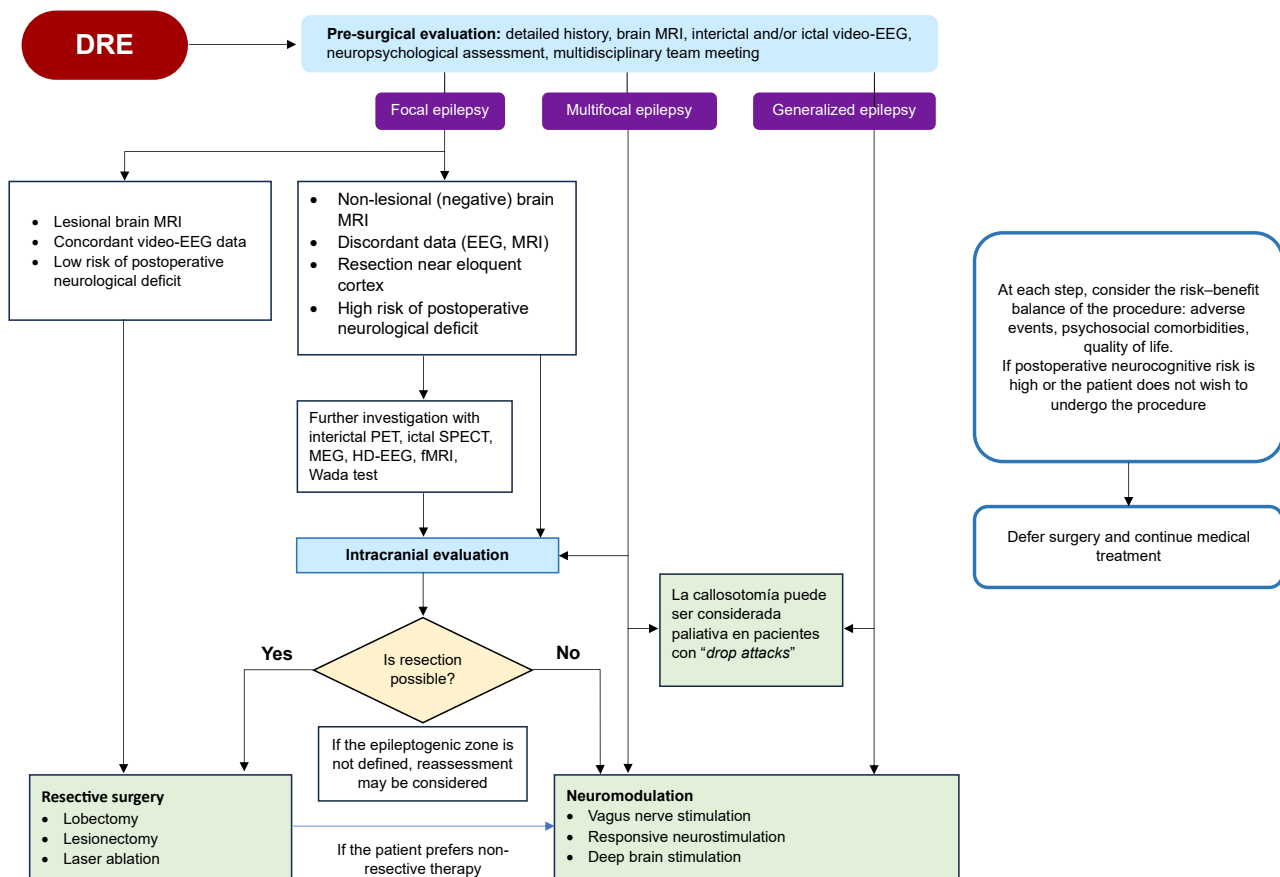 DRE
Pre-surgical evaluation: detailed history, brain MRI, interictal and/or ictal video-EEG,
neuropsychological assessment, multidisciplinary team meeting
Focal epilepsy
Multifocal epilepsy
Generalized epilepsy
• Lesional brain MRI
• Concordant video-EEG data
• Low risk of postoperative
neurological deficit
• Non-lesional (negative) brain
MRI
• Discordant data (EEG, MRI)
• Resection near eloquent
cortex
• High risk of postoperative
neurological deficit
At each step, consider the risk–benefit
balance of the procedure: adverse
events, psychosocial comorbidities,
quality of life.
If postoperative neurocognitive risk is
high or the patient does not wish to
undergo the procedure
Further investigation with
interictal PET, ictal SPECT,
MEG, HD-EEG, fMRI,
Wada test
Intracranial evaluation
Defer surgery and continue medical
treatment
La callosotomía puede
ser considerada
paliativa en pacientes
con “drop attacks”
Yes
Is resection
possible?
No
If the epileptogenic zone is
not defined, reassessment
may be considered
Resective surgery
• Lobectomy
• Lesionectomy
• Laser ablation
If the patient prefers non-
resective therapy
Neuromodulation
• Vagus nerve stimulation
• Responsive neurostimulation
• Deep brain stimulation